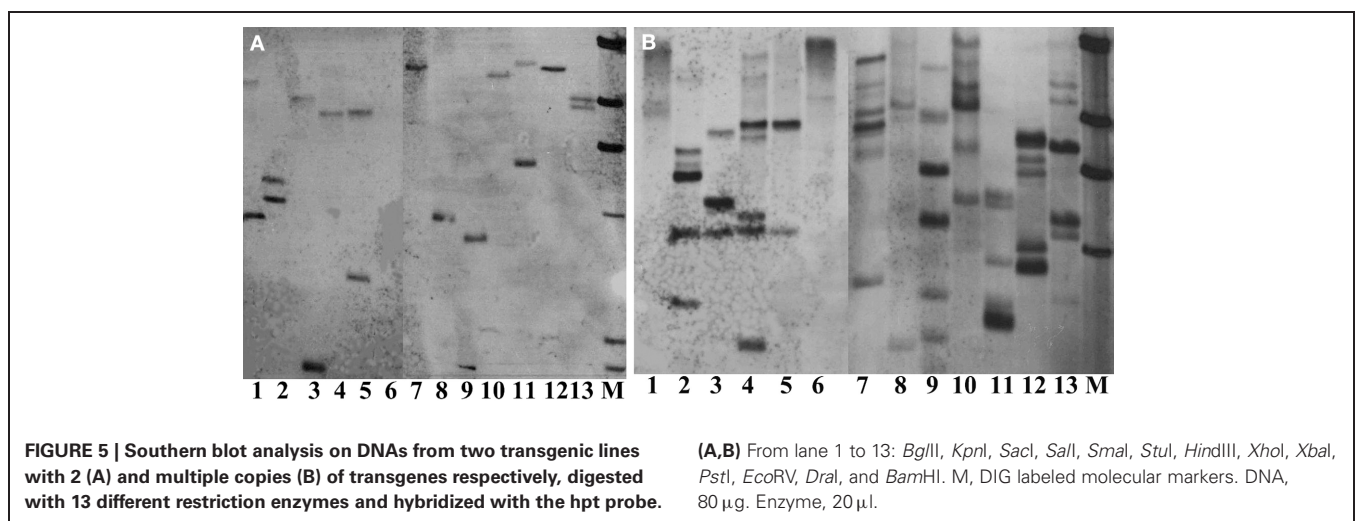 A
B
1 2 3 4 5 6 7 8 9 10 11 12 13 M
1 2 3 4 5 6 7 8 9 10 11 12 13 M
FIGURE 5 | Southern blot analysis on DNAs from two transgenic lines
with 2 (A) and multiple copies (B) of transgenes respectively, digested
with 13 different restriction enzymes and hybridized with the hpt probe.
(A,B) From lane 1 to 13: BglII, KpnI, SacI, SalI, SmaI, StuI, HindIII, XhoI, XbaI,
PstI, EcoRV, DraI, and BamHI. M, DIG labeled molecular markers. DNA,
80 μg. Enzyme, 20 μl.